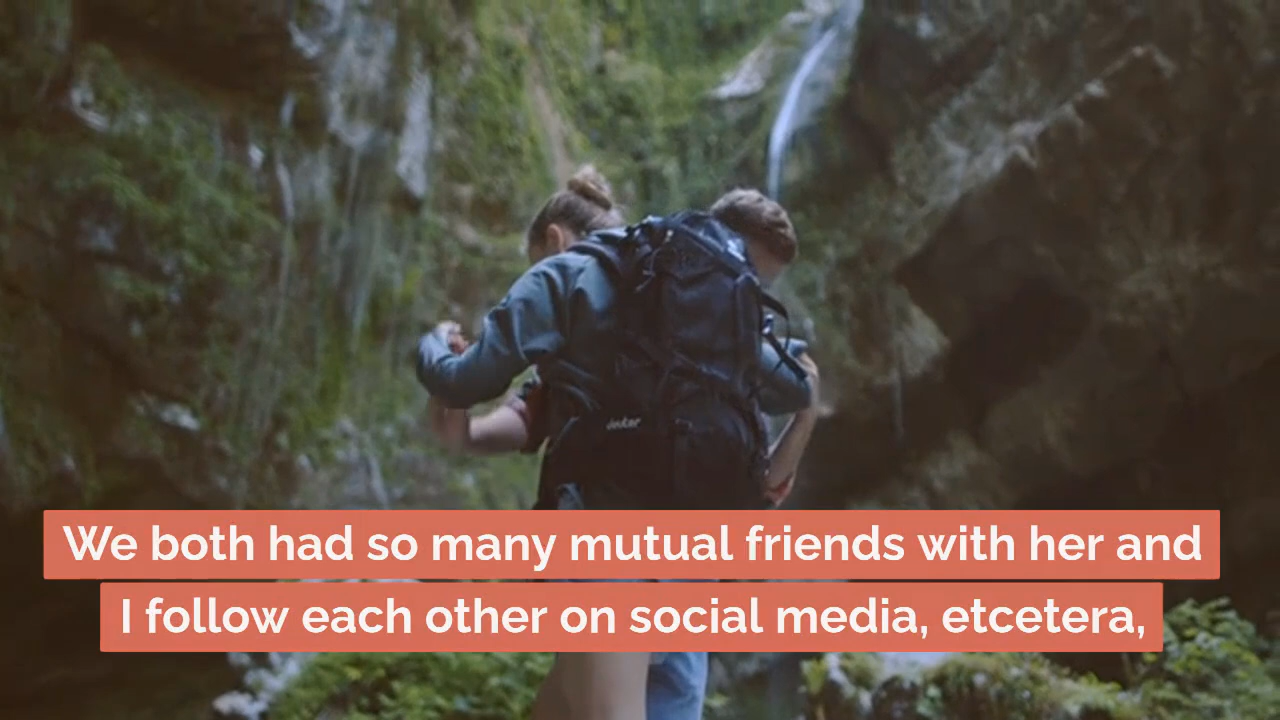 We both had so many mutual friends with her and
I follow each other on social media, etcetera,